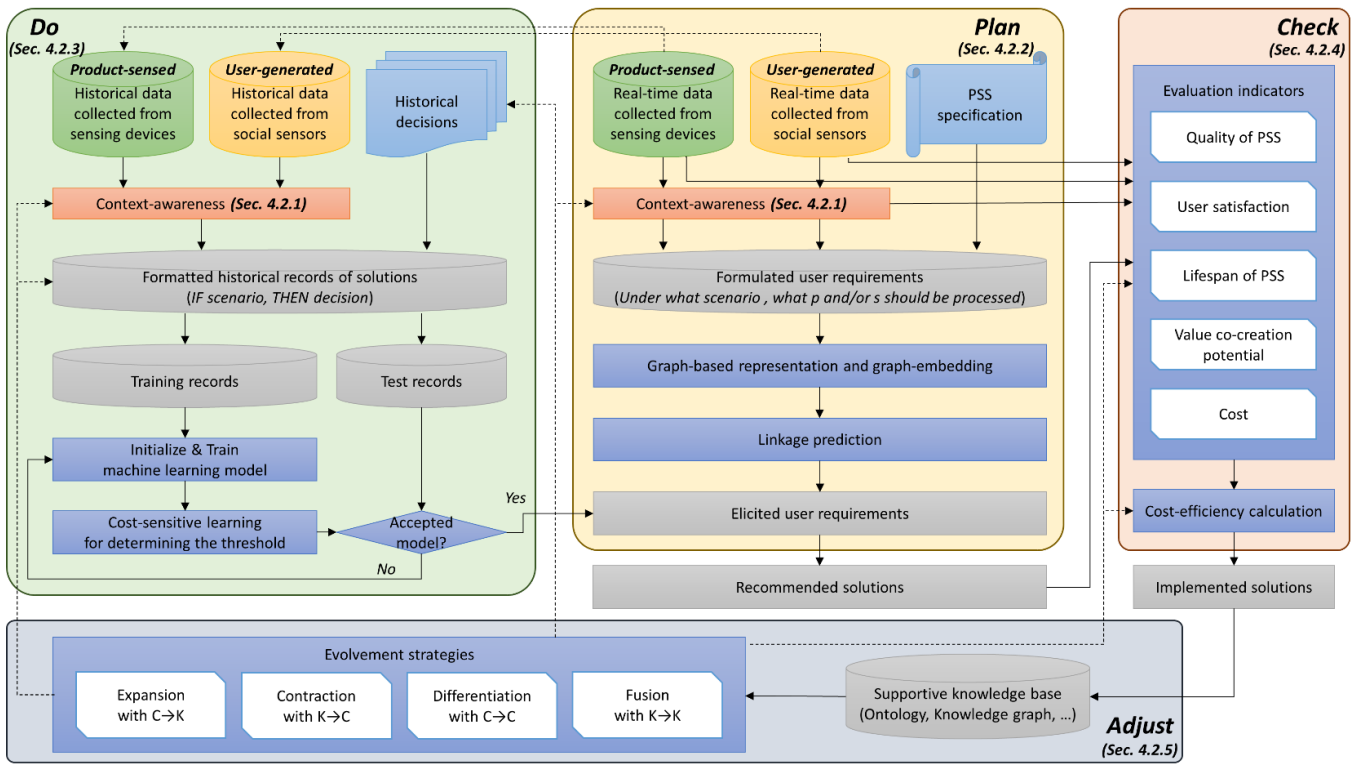 Do
(Sec. 4.2.3)
Product-sensed
Historical data
collected from
sensing devices
User-generated
Historical data
collected from
social sensors
Historical
decisions
Context-awareness (Sec. 4.2.1)
Formatted historical records of solutions
(IF scenario, THEN decision)
Training records
Test records
Initialize & Train
machine learning model
Cost-sensitive learning
for determining the threshold
Accepted
model?
Yes
No
Plan
(Sec. 4.2.2)
Product-sensed
Real-time data
collected from
sensing devices
User-generated
Real-time data
collected from
social sensors
PSS
specification
Context-awareness (Sec. 4.2.1)
Formulated user requirements
(Under what scenario , what p and/or s should be processed)
Graph-based representation and graph-embedding
Linkage prediction
Elicited user requirements
Recommended solutions
Check
(Sec. 4.2.4)
Evaluation indicators
Quality of PSS
User satisfaction
Lifespan of PSS
Value co-creation
potential
Cost
Cost-efficiency calculation
Implemented solutions
Evolvement strategies
Expansion
with C→K
Contraction
with K→C
Differentiation
with C→C
Fusion
with K→K
Supportive knowledge base
(Ontology, Knowledge graph, ...)
Adjust
(Sec. 4.2.5)